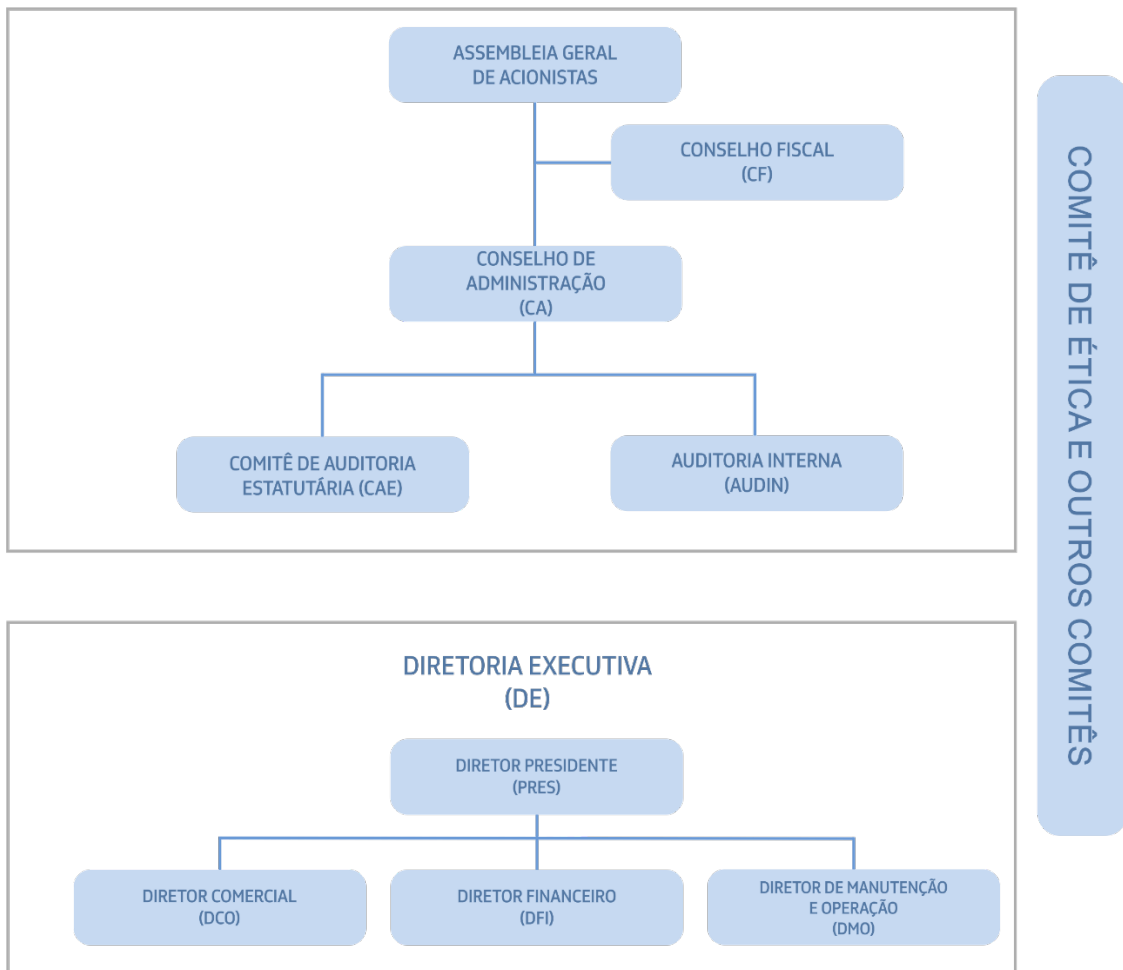 ASSEMBLEIA GERAL
DE ACIONISTAS
CONSELHO FISCAL
(CF)
CONSELHO DE
ADMINISTRAÇÃO
(CA)
COMITÊ DE AUDITORIA
ESTATUTÁRIA (CAE)
AUDITORIA INTERNA
(AUDIN)
DIRETORIA EXECUTIVA
(DE)
DIRETOR PRESIDENTE
(PRES)
DIRETOR COMERCIAL
(DCO)
DIRETOR FINANCEIRO
(DFI)
DIRETOR DE MANUTENÇÃO
E OPERAÇÃO
(DMO)
COMITÊ DE ÉTICA E OUTROS COMITÊS